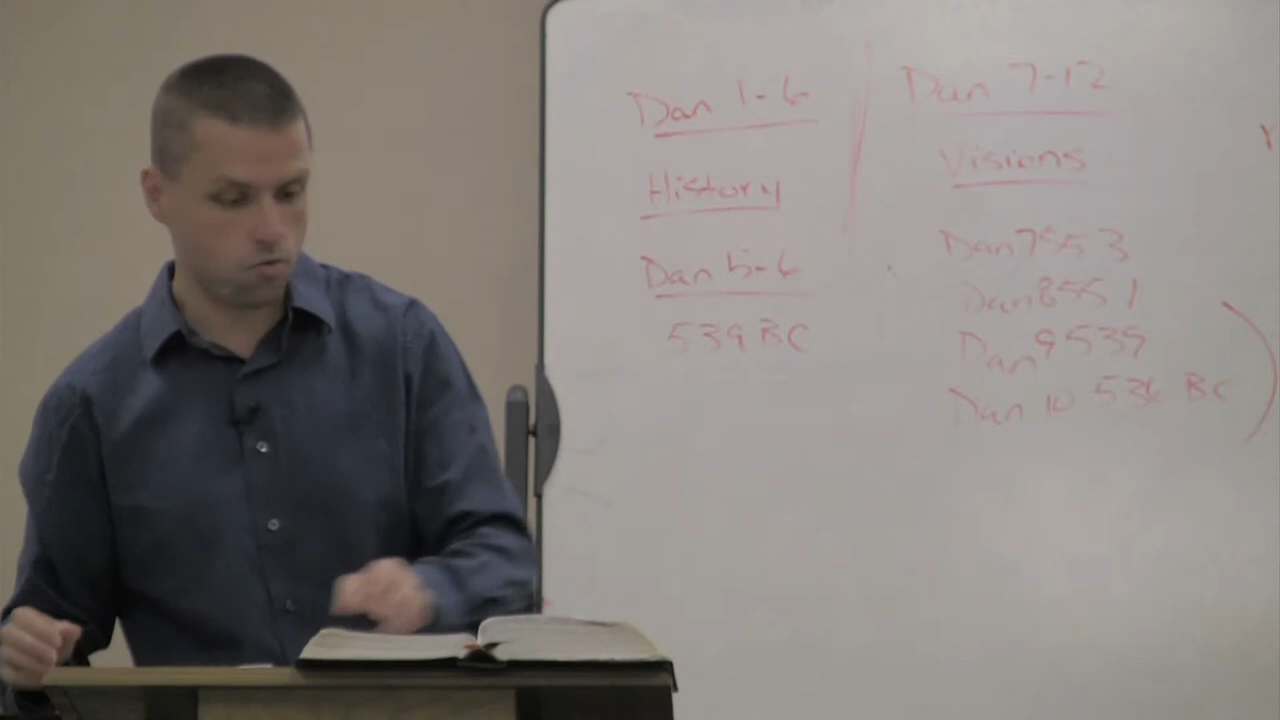 Dan 1-6
History
Dan 5-6
539 BC
Dan 7-12
Visions
Dan 7 553
Dan 8 551
Dan 9 539
Dan 10 536 BC